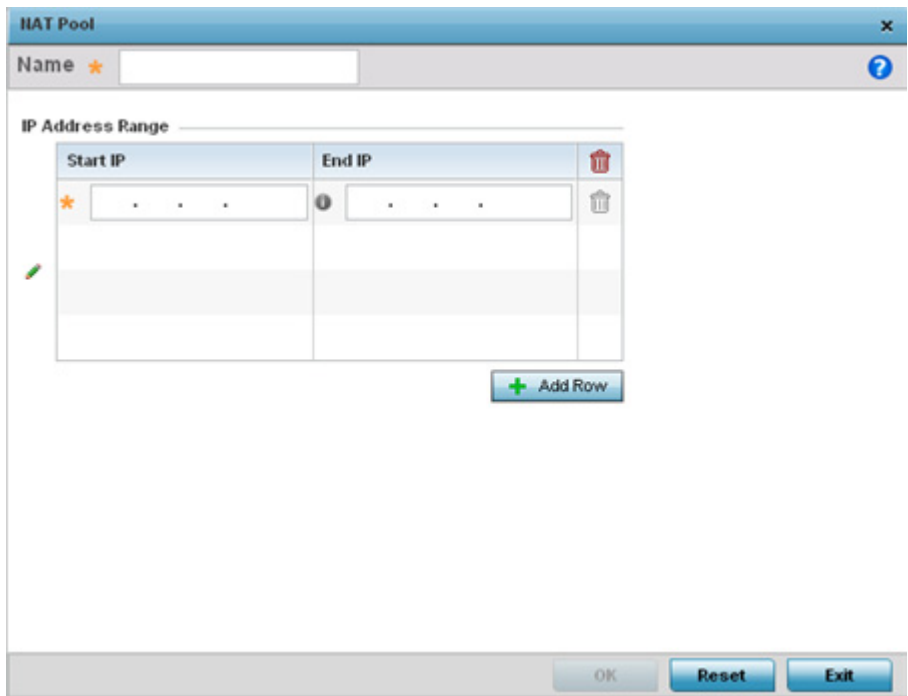 NAT Pool
Name *
IP Address Range
Start IP End IP
* . . . . . .
Add Row
OK Reset Exit